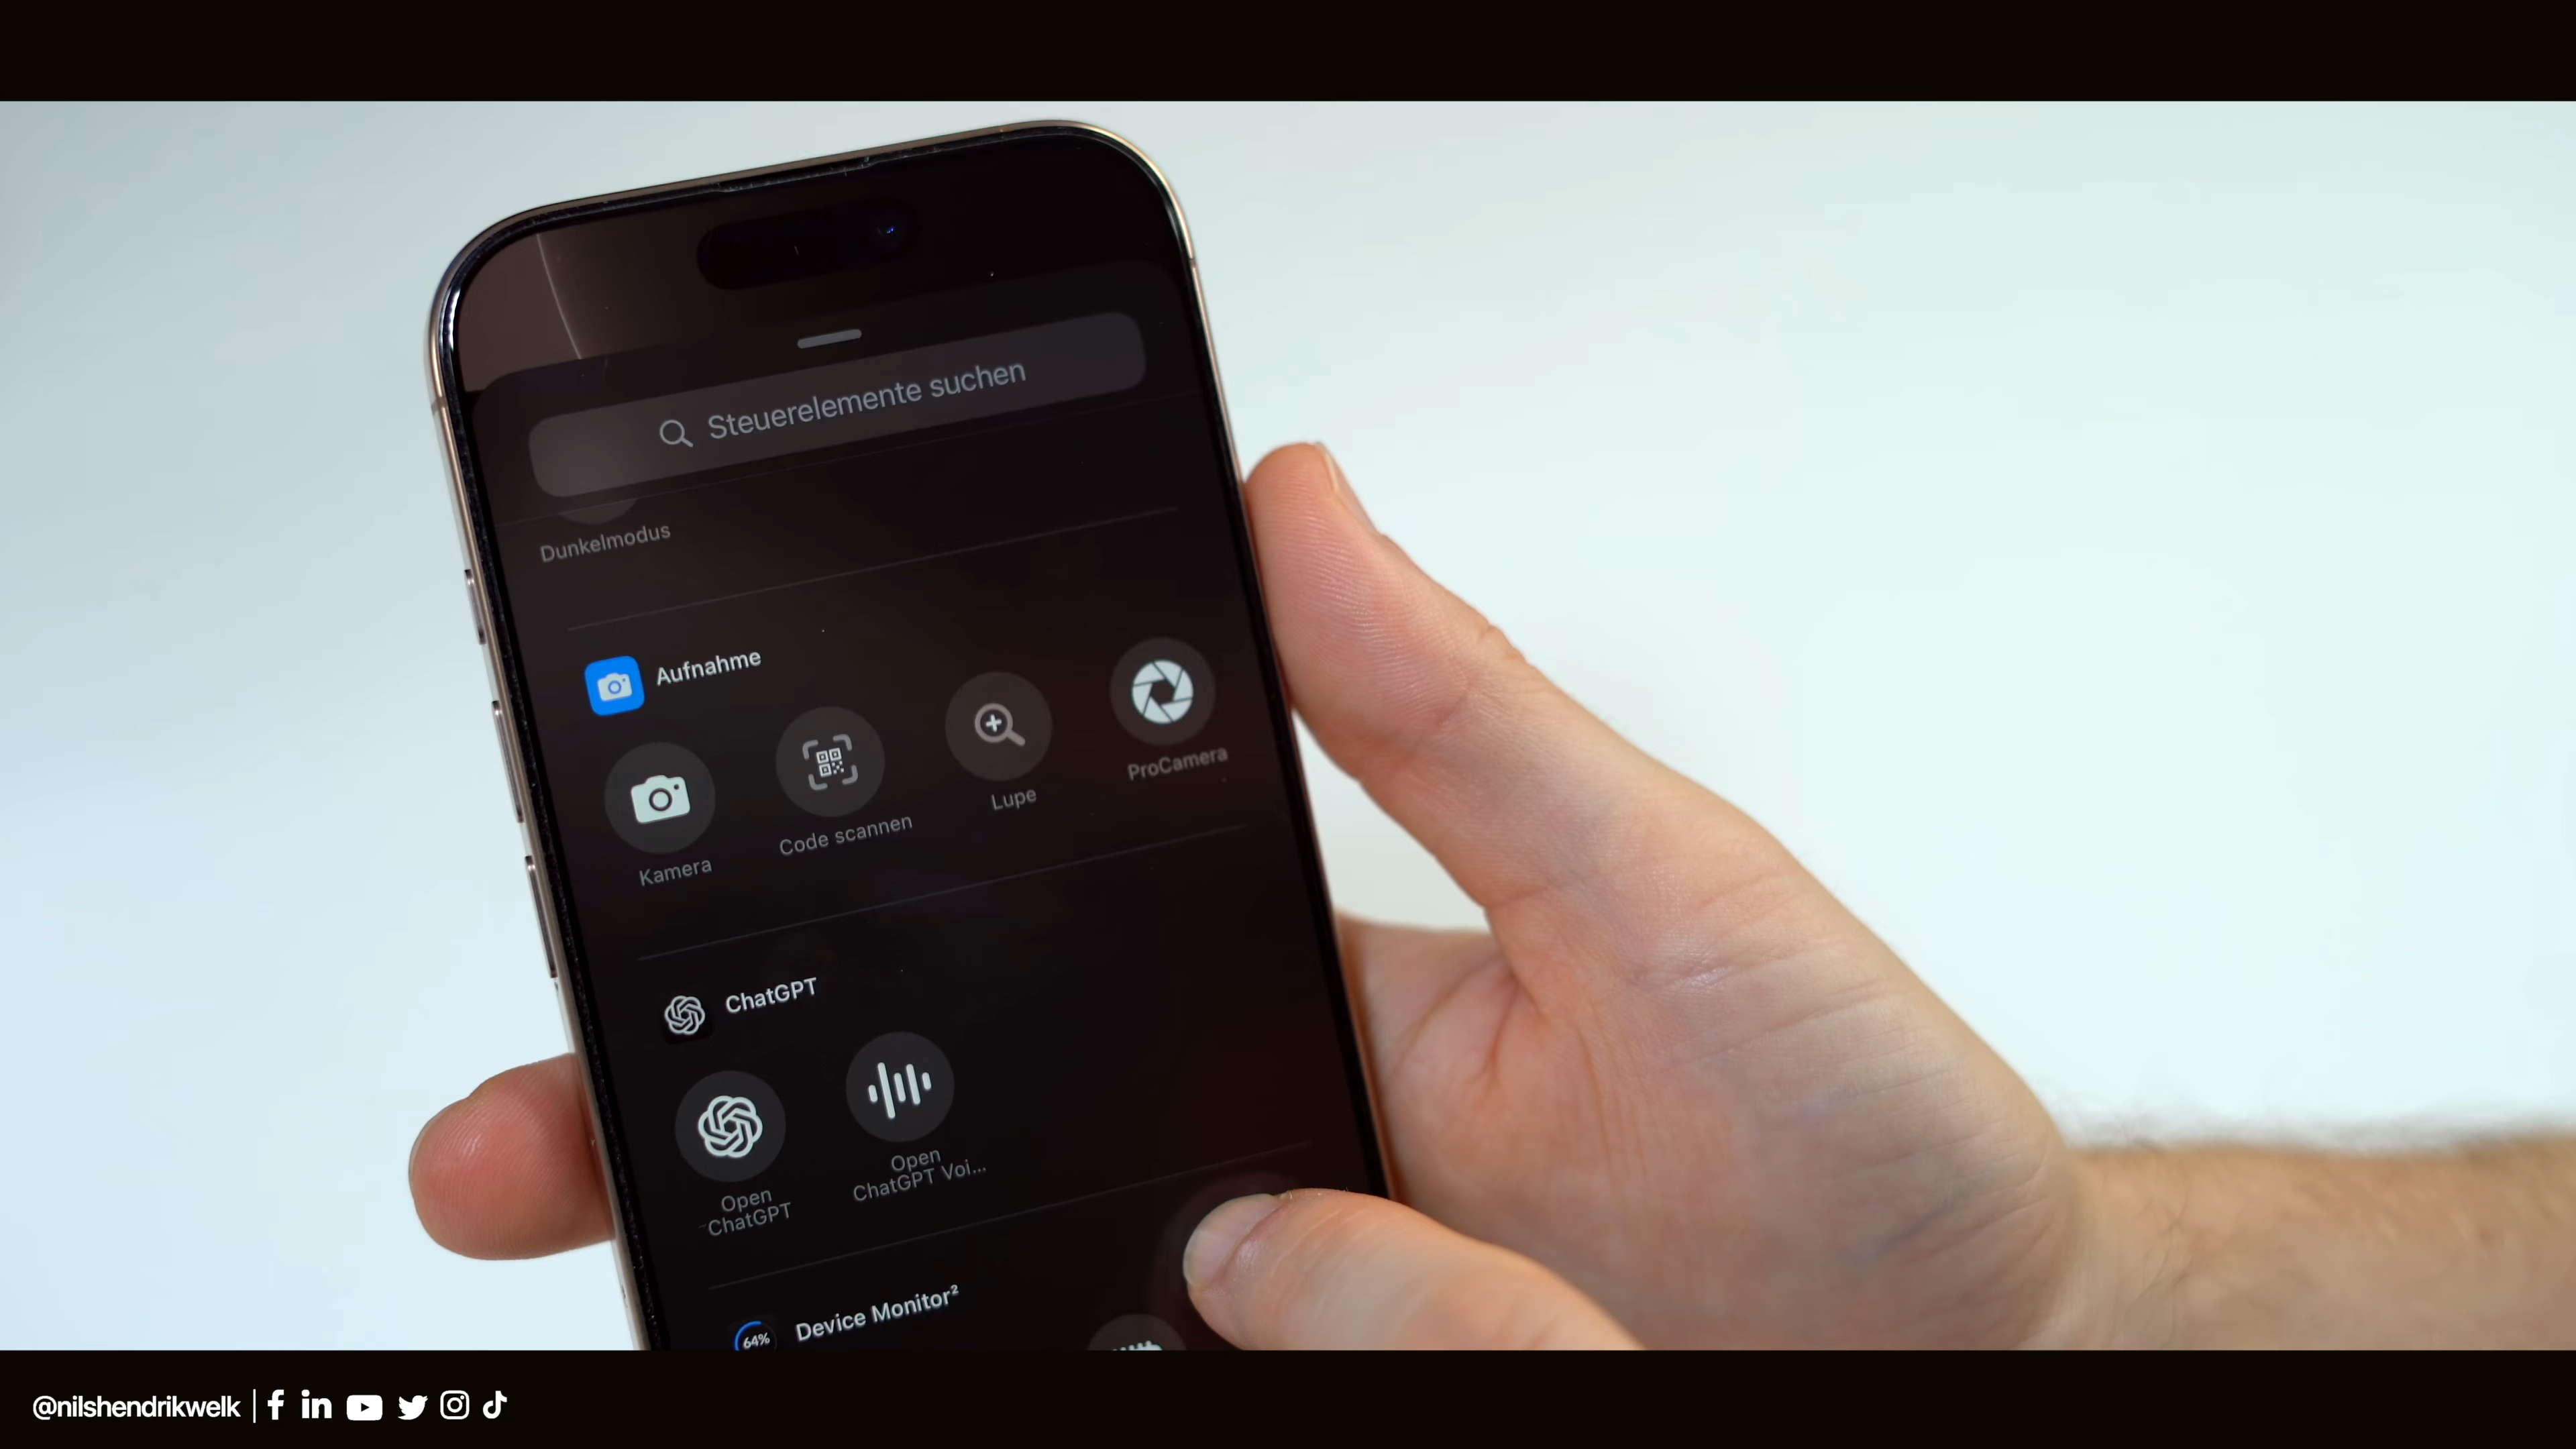 Steuerelemente suchen
Dunkelmodus
Aufnahme
Kamera
Code scannen
Lupe
ProCamera
ChatGPT
Open
ChatGPT
Open
ChatGPT Voi...
64%
Device Monitor²
@nilshendrikwelk